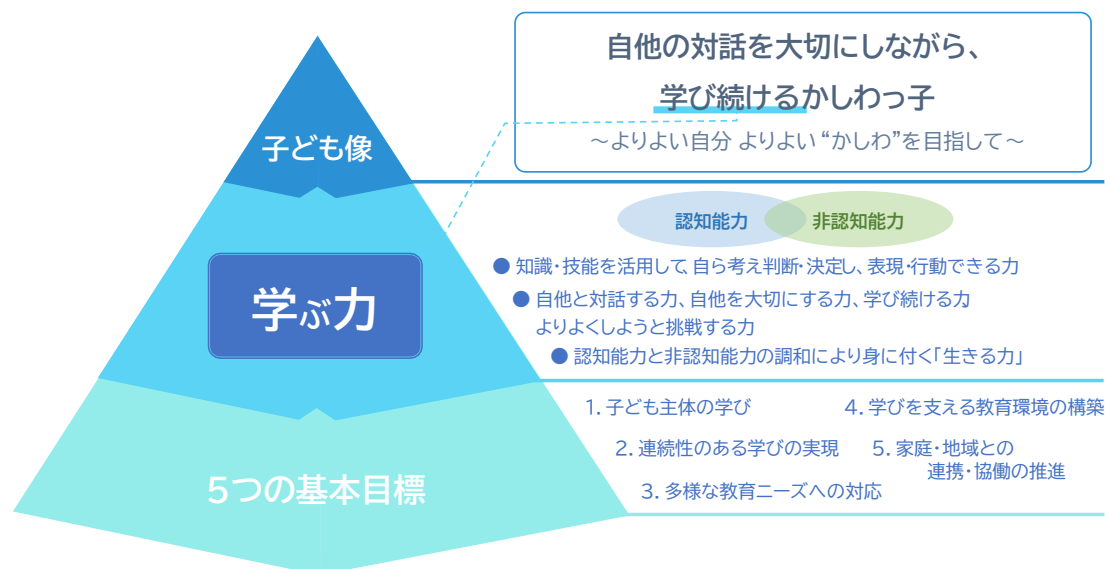 自他の対話を大切にしながら、
学び続けるかしわっ子
～よりよい自分 よりよい“かしわ”を目指して～
子ども像
認知能力
非認知能力
● 知識・技能を活用して、自ら考え判断・決定し、表現・行動できる力
● 自他と対話する力、自他を大切にする力、学び続ける力
よりよくしようと挑戦する力
● 認知能力と非認知能力の調和により身に付く「生きる力」
学ぶ力
1. 子ども主体の学び
2. 連続性のある学びの実現
3. 多様な教育ニーズへの対応
4. 学びを支える教育環境の構築
5. 家庭・地域との
連携・協働の推進
5つの基本目標